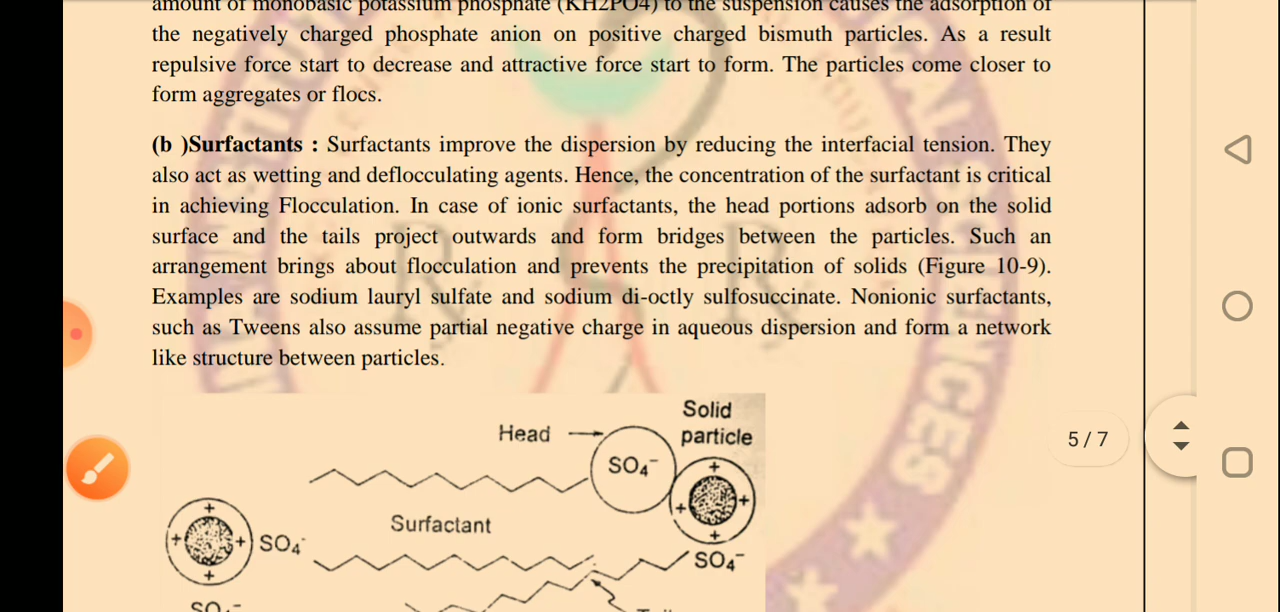 amount of monobasic potassium phosphate (KH2PO4) to the suspension causes the adsorption of
the negatively charged phosphate anion on positive charged bismuth particles. As a result
repulsive force start to decrease and attractive force start to form. The particles come closer to
form aggregates or flocs.
(b )Surfactants : Surfactants improve the dispersion by reducing the interfacial tension. They
also act as wetting and deflocculating agents. Hence, the concentration of the surfactant is critical
in achieving Flocculation. In case of ionic surfactants, the head portions adsorb on the solid
surface and the tails project outwards and form bridges between the particles. Such an
arrangement brings about flocculation and prevents the precipitation of solids (Figure 10-9).
Examples are sodium lauryl sulfate and sodium di-octly sulfosuccinate. Nonionic surfactants,
such as Tweens also assume partial negative charge in aqueous dispersion and form a network
like structure between particles.
Solid
Head
particle
SO₄⁻
5 / 7
Surfactant
SO₄⁻
SO₄⁻